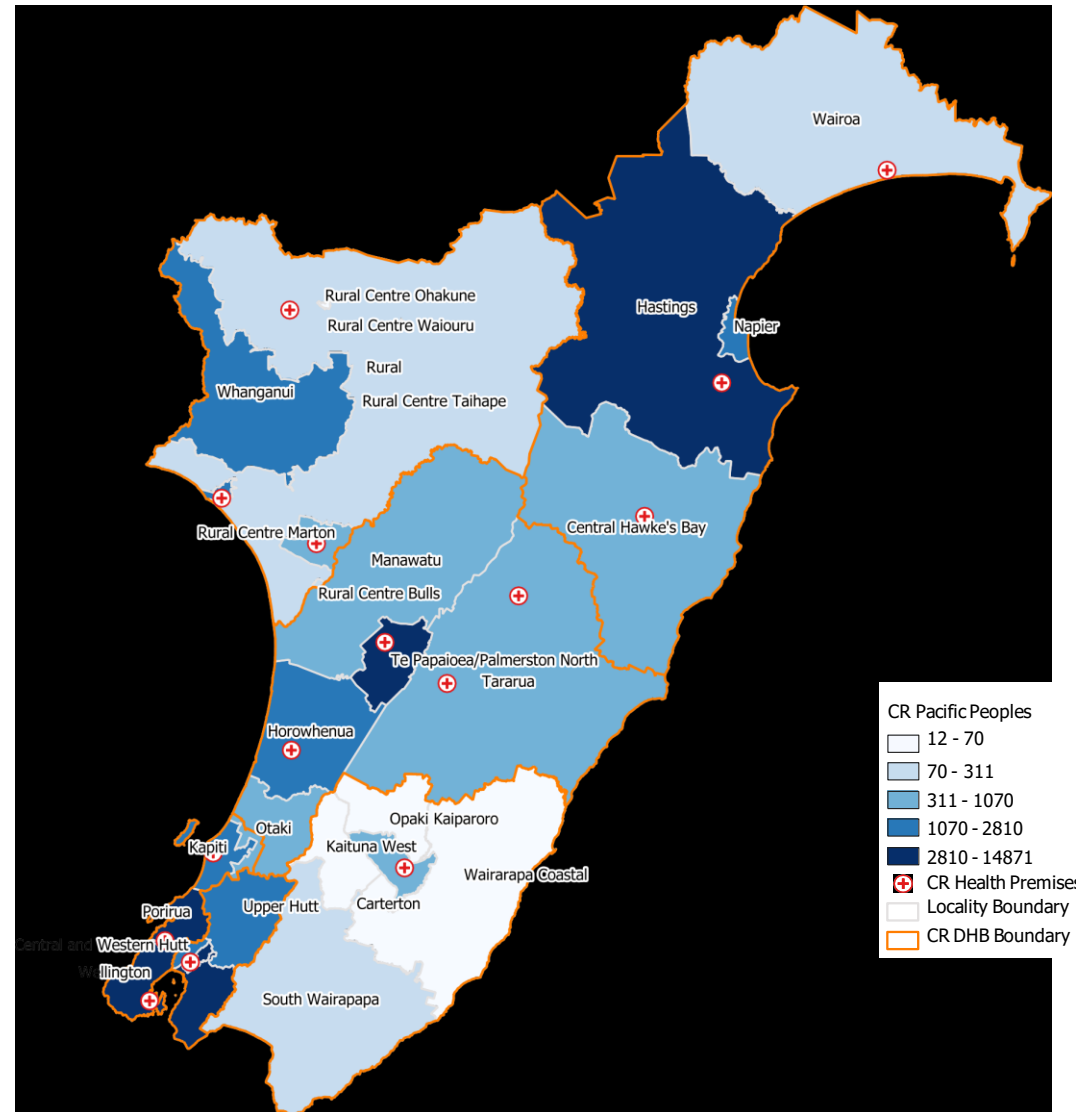 Wairoa
Hastings
Napier
Rural Centre Ohakune
Rural Centre Waiouru
Rural
Rural Centre Taihape
Whanganui
Central Hawke's Bay
Rural Centre Marton
Manawatu
Rural Centre Bulls
Te Papaioea/Palmerston North
Tararua
Horowhenua
Opaki Kaiparoro
Otaki
Kaituna West
Kapiti
Wairarapa Coastal
Carterton
Upper Hutt
Porirua
Central and Western Hutt
Wellington
South Wairapapa
CR Pacific Peoples
12 - 70
70 - 311
311 - 1070
1070 - 2810
2810 - 14871
CR Health Premises
Locality Boundary
CR DHB Boundary